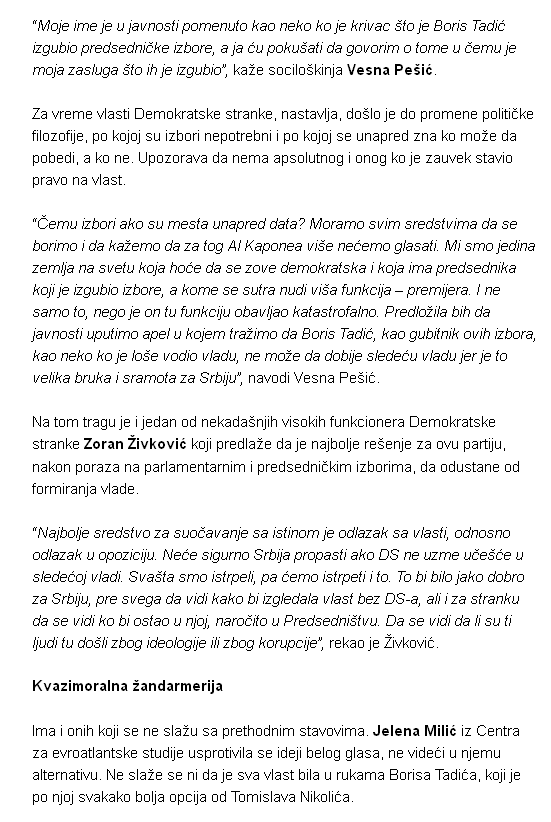 “Moje ime je u javnosti pomenuto kao neko ko je krivac što je Boris Tadić
izgubio predsedničke izbore, a ja ću pokušati da govorim o tome u čemu je
moja zasluga što ih je izgubio”, kaže sociloškinja Vesna Pešić.
Za vreme vlasti Demokratske stranke, nastavlja, došlo je do promene političke
filozofije, po kojoj su izbori nepotrebni i po kojoj se unapred zna ko može da
pobedi, a ko ne. Upozorava da nema apsolutnog i onog ko je zauvek stavio
pravo na vlast.
“Čemu izbori ako su mesta unapred data? Moramo svim sredstvima da se
borimo i da kažemo da za tog Al Kaponea više nećemo glasati. Mi smo jedina
zemlja na svetu koja hoće da se zove demokratska i koja ima predsednika
koji je izgubio izbore, a kome se sutra nudi viša funkcija – premijera. I ne
samo to, nego je on tu funkciju obavljao katastrofalno. Predložila bih da
javnosti uputimo apel u kojem tražimo da Boris Tadić, kao gubitnik ovih izbora,
kao neko ko je loše vodio vladu, ne može da dobije sledeću vladu jer je to
velika bruka i sramota za Srbiju”, navodi Vesna Pešić.
Na tom tragu je i jedan od nekadašnjih visokih funkcionera Demokratske
stranke Zoran Živković koji predlaže da je najbolje rešenje za ovu partiju,
nakon poraza na parlamentarnim i predsedničkim izborima, da odustane od
formiranja vlade.
“Najbolje sredstvo za suočavanje sa istinom je odlazak sa vlasti, odnosno
odlazak u opoziciju. Neće sigurno Srbija propasti ako DS ne uzme učešće u
sledećoj vladi. Svašta smo istrpeli, pa ćemo istrpeti i to. To bi bilo jako dobro
za Srbiju, pre svega da vidi kako bi izgledala vlast bez DS-a, ali i za stranku
da se vidi ko bi ostao u njoj, naročito u Predsedništvu. Da se vidi da li su ti
ljudi tu došli zbog ideologije ili zbog korupcije”, rekao je Živković.
Kvazimoralna žandarmerija
Ima i onih koji se ne slažu sa prethodnim stavovima. Jelena Milić iz Centra
za evroatlantske studije usprotivila se ideji belog glasa, ne videći u njemu
alternativu. Ne slaže se ni da je sva vlast bila u rukama Borisa Tadića, koji je
po njoj svakako bolja opcija od Tomislava Nikolića.